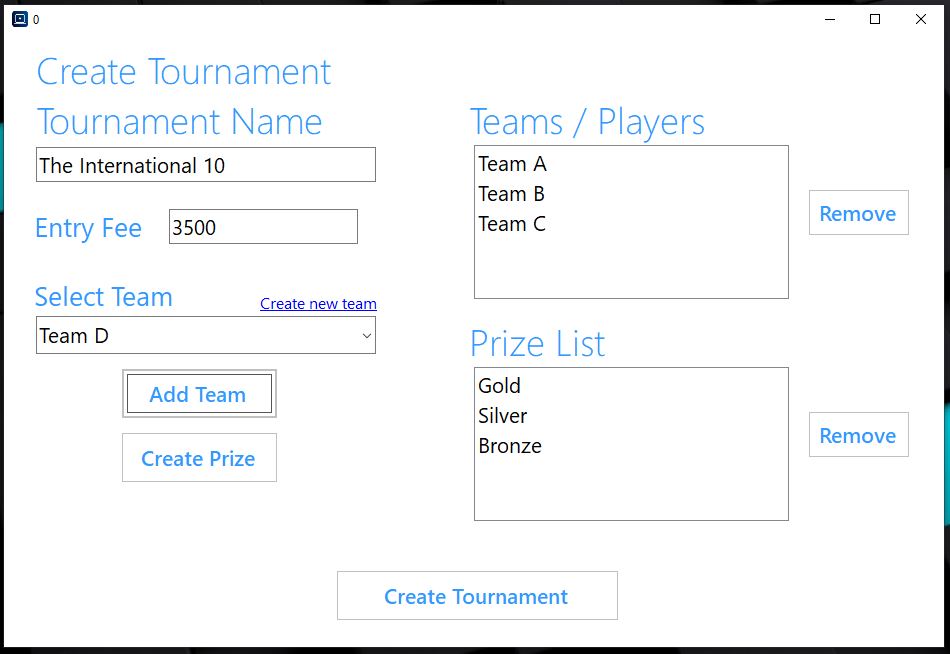 0
Create Tournament
Tournament Name
The International 10
Entry Fee
3500
Select Team
Create new team
Team D
Add Team
Create Prize
Teams / Players
Team A
Team B
Team C
Remove
Prize List
Gold
Silver
Bronze
Remove
Create Tournament